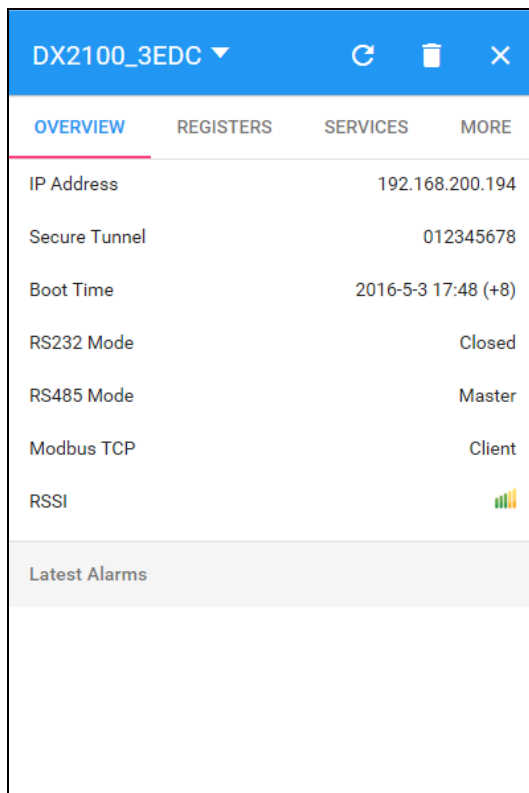 DX2100_3EDC
OVERVIEW REGISTERS SERVICES MORE
IP Address 192.168.200.194
Secure Tunnel 012345678
Boot Time 2016-5-3 17:48 (+8)
RS232 Mode Closed
RS485 Mode Master
Modbus TCP Client
RSSI
Latest Alarms